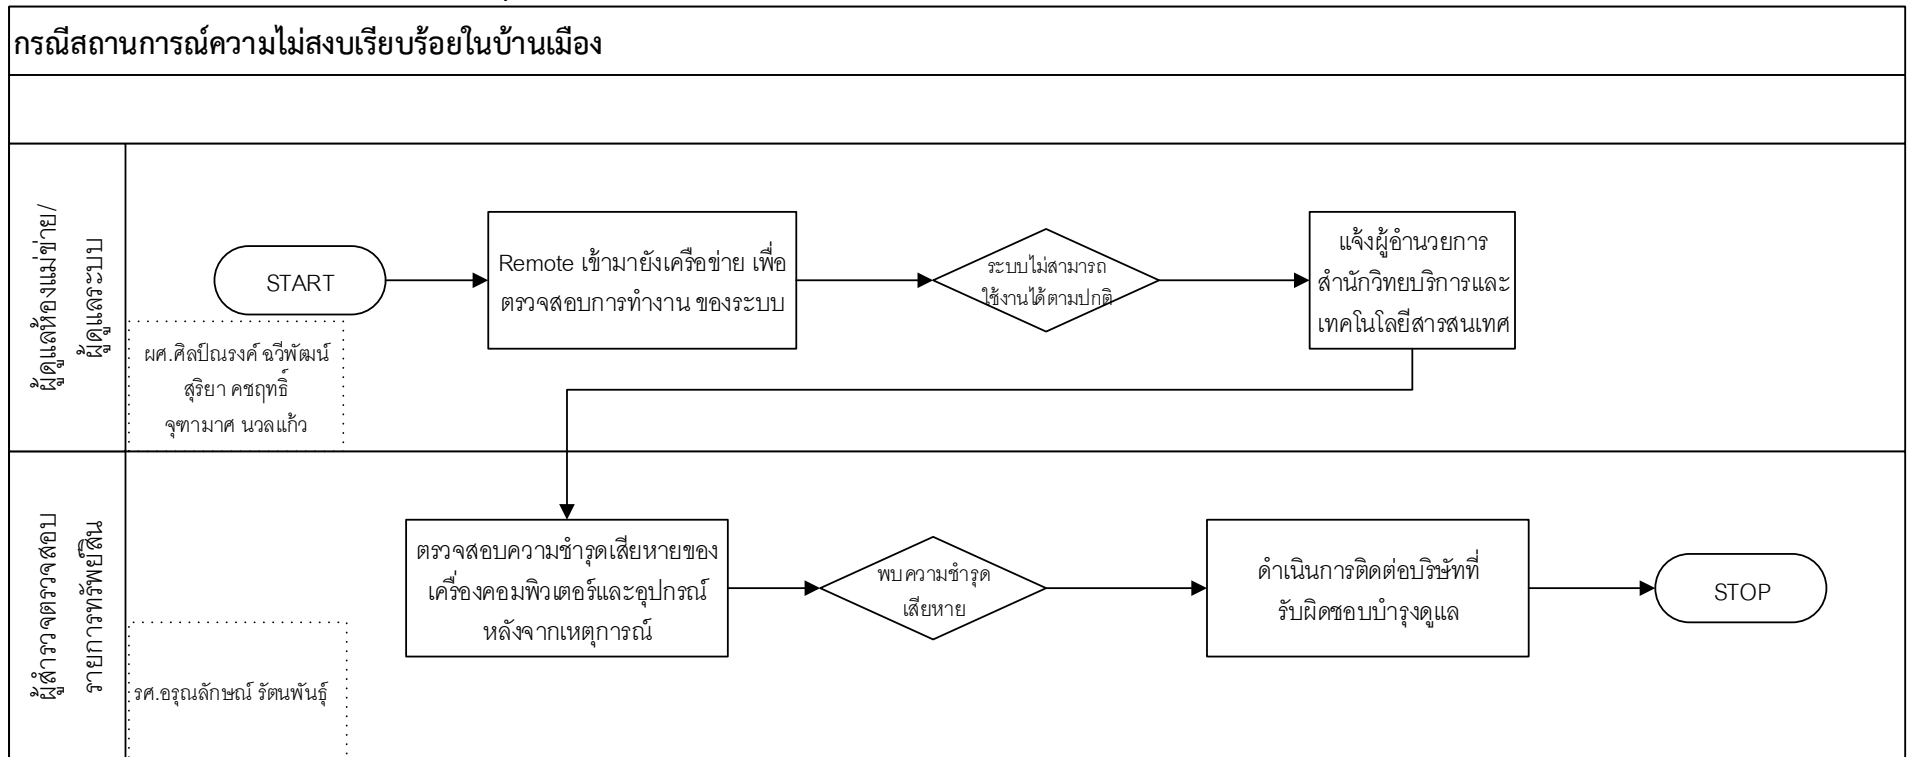 กรณีสถานการณ์ความไม่สงบเรียบร้อยในบ้านเมือง
ผู้ดูแลห้องแม่ข่าย/
ผู้ดูแลระบบ
START
Remote เข้ามายังเครือข่าย เพื่อ
ตรวจสอบการทำงาน ของระบบ
ระบบไม่สามารถ
ใช้งานได้ตามปกติ
แจ้งผู้อำนวยการ
สำนักวิทยบริการและ
เทคโนโลยีสารสนเทศ
ผศ.ศิลป์ณรงค์ ฉวีพัฒน์
สุริยา คชฤทธิ์
จุฑามาศ นวลแก้ว
ผู้สำรวจตรวจสอบ
รายการทรัพย์สิน
ตรวจสอบความชำรุดเสียหายของ
เครื่องคอมพิวเตอร์และอุปกรณ์
หลังจากเหตุการณ์
พบความชำรุด
เสียหาย
ดำเนินการติดต่อบริษัทที่
รับผิดชอบบำรุงดูแล
STOP
รศ.อรุณลักษณ์ รัตนพันธุ์